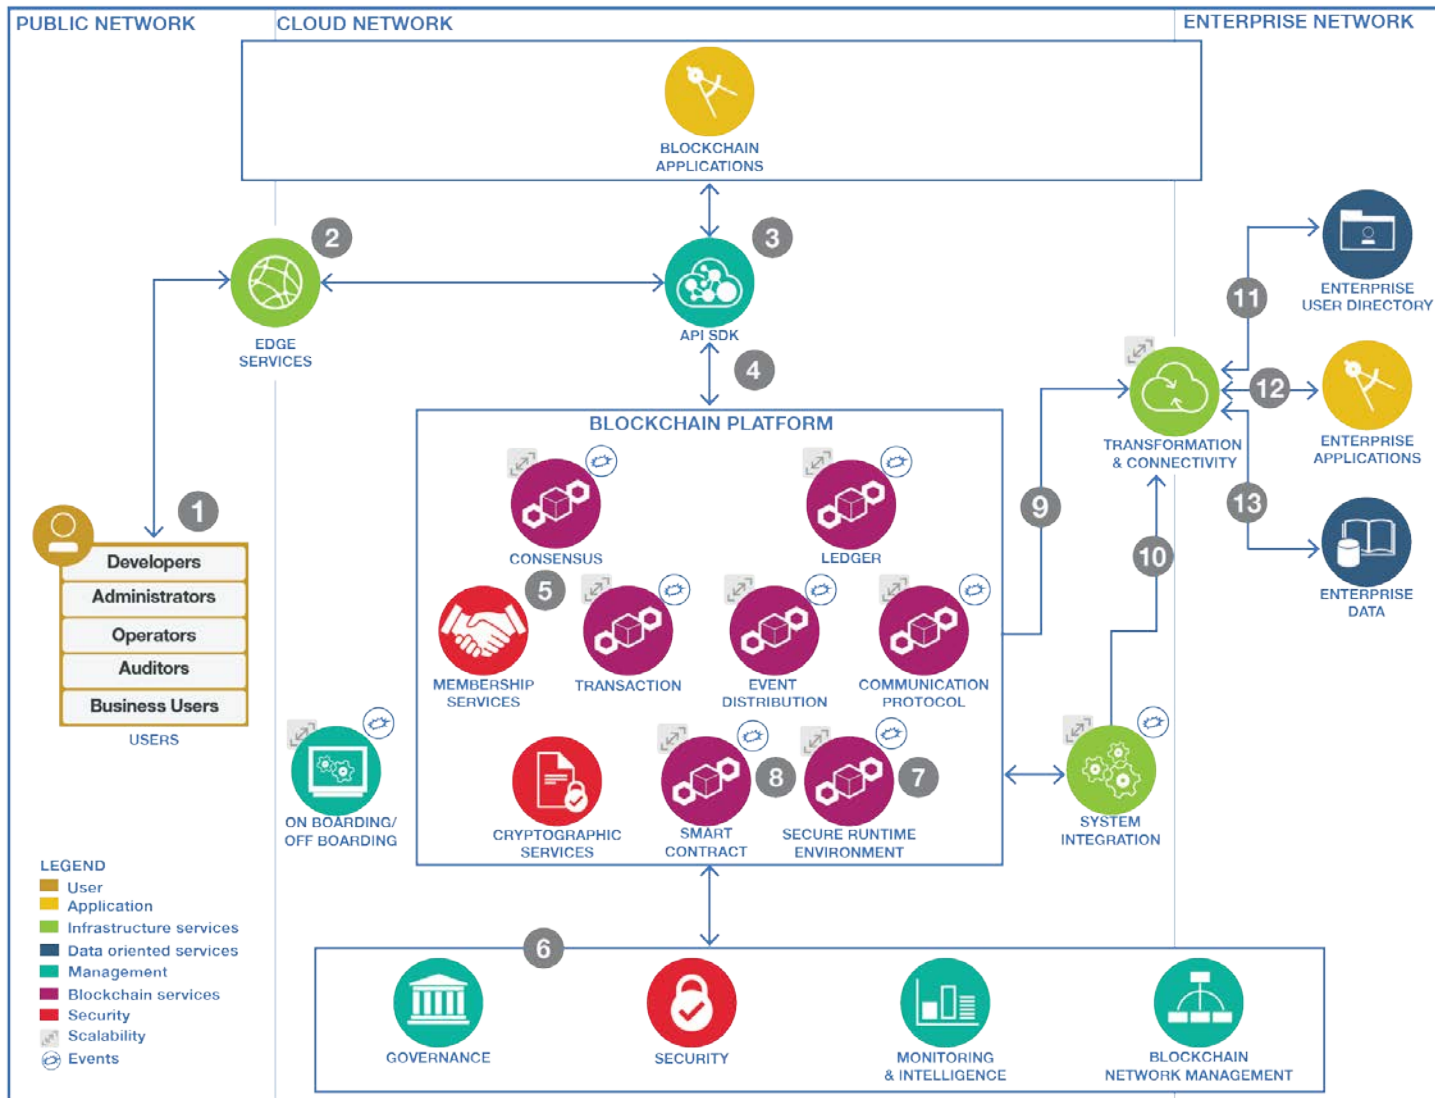 PUBLIC NETWORK
CLOUD NETWORK
ENTERPRISE NETWORK
BLOCKCHAIN
APPLICATIONS
2
3
EDGE
SERVICES
API SDK
4
11
ENTERPRISE
USER DIRECTORY
12
TRANSFORMATION
& CONNECTIVITY
ENTERPRISE
APPLICATIONS
13
ENTERPRISE
DATA
9
10
1
Developers
Administrators
Operators
Auditors
Business Users
USERS
BLOCKCHAIN PLATFORM
CONSENSUS
LEDGER
5
MEMBERSHIP
SERVICES
TRANSACTION
EVENT
DISTRIBUTION
COMMUNICATION
PROTOCOL
8
7
CRYPTOGRAPHIC
SERVICES
SMART
CONTRACT
SECURE RUNTIME
ENVIRONMENT
SYSTEM
INTEGRATION
ON BOARDING/
OFF BOARDING
LEGEND
User
Application
Infrastructure services
Data oriented services
Management
Blockchain services
Security
Scalability
Events
6
GOVERNANCE
SECURITY
MONITORING
& INTELLIGENCE
BLOCKCHAIN
NETWORK MANAGEMENT